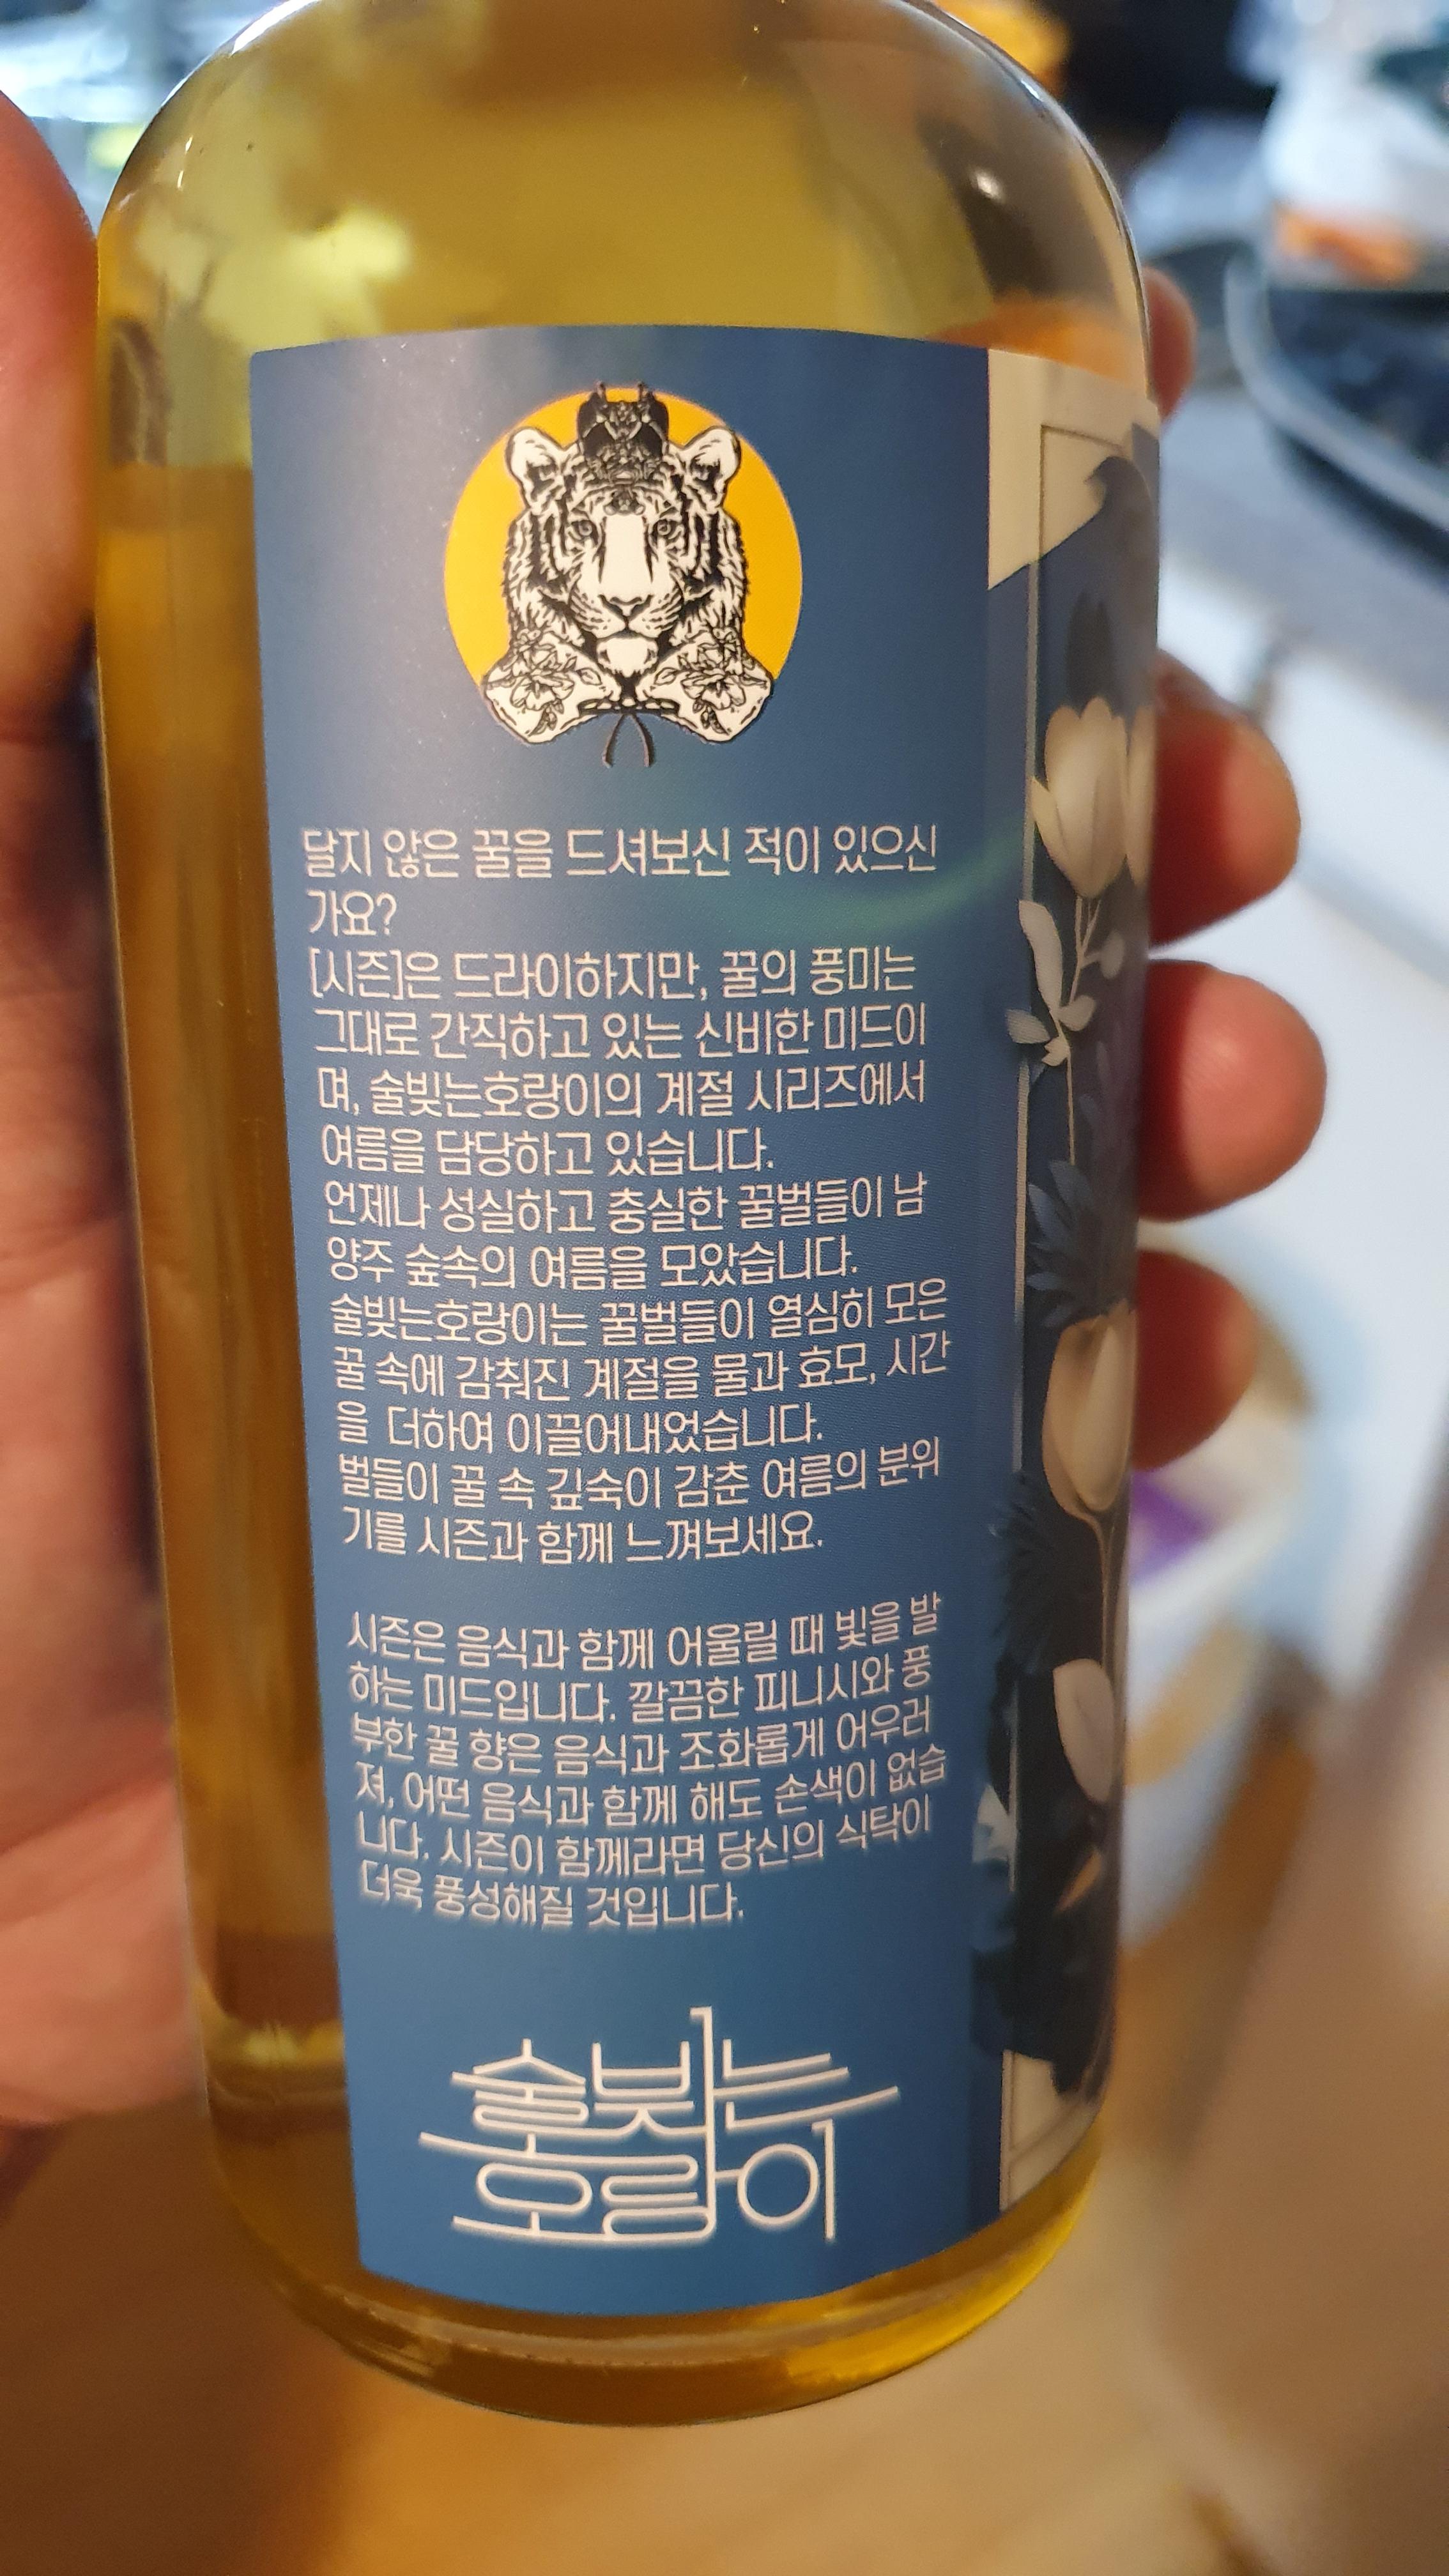 달지 않은 꿀을 드셔보신 적이 있으신
가요?
[시즌]은 드라이하지만, 꿀의 풍미는
그대로 간직하고 있는 신비한 미드이
며, 술빚는호랑이의 계절 시리즈에서
여름을 담당하고 있습니다.
언제나 성실하고 충실한 꿀벌들이 남
양주 숲속의 여름을 모았습니다.
술빚는호랑이는 꿀벌들이 열심히 모은
꿀 속에 감춰진 계절을 물과 효모, 시간
을 더하여 이끌어내었습니다.
벌들이 꿀 속 깊숙이 감춘 여름의 분위
기를 시즌과 함께 느껴보세요.
시즌은 음식과 함께 어울릴 때 빛을 발
하는 미드입니다. 깔끔한 피니시와 풍
부한 꿀 향은 음식과 조화롭게 어우러
져, 어떤 음식과 함께 해도 손색이 없습
니다. 시즌이 함께라면 당신의 식탁이
더욱 풍성해질 것입니다.
술빚는
호랑이